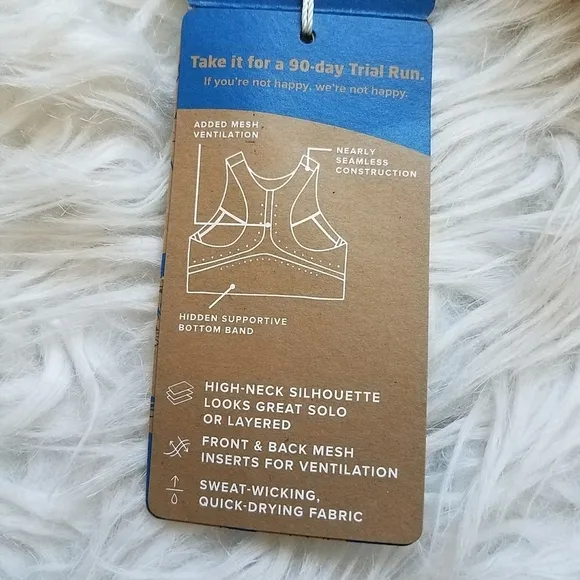 Take it for a 90-day Trial Run.
If you're not happy, we're not happy.
ADDED MESH
VENTILATION
NEARLY
SEAMLESS
CONSTRUCTION
HIDDEN SUPPORTIVE
BOTTOM BAND
HIGH-NECK SILHOUETTE
LOOKS GREAT SOLO
OR LAYERED
FRONT & BACK MESH
INSERTS FOR VENTILATION
SWEAT-WICKING,
QUICK-DRYING FABRIC